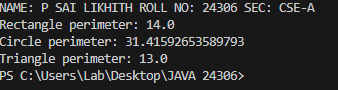 NAME: P SAI LIKHITH ROLL NO: 24306 SEC: CSE-A
Rectangle perimeter: 14.0
Circle perimeter: 31.41592653589793
Triangle perimeter: 13.0
PS C:\Users\Lab\Desktop\JAVA 24306>